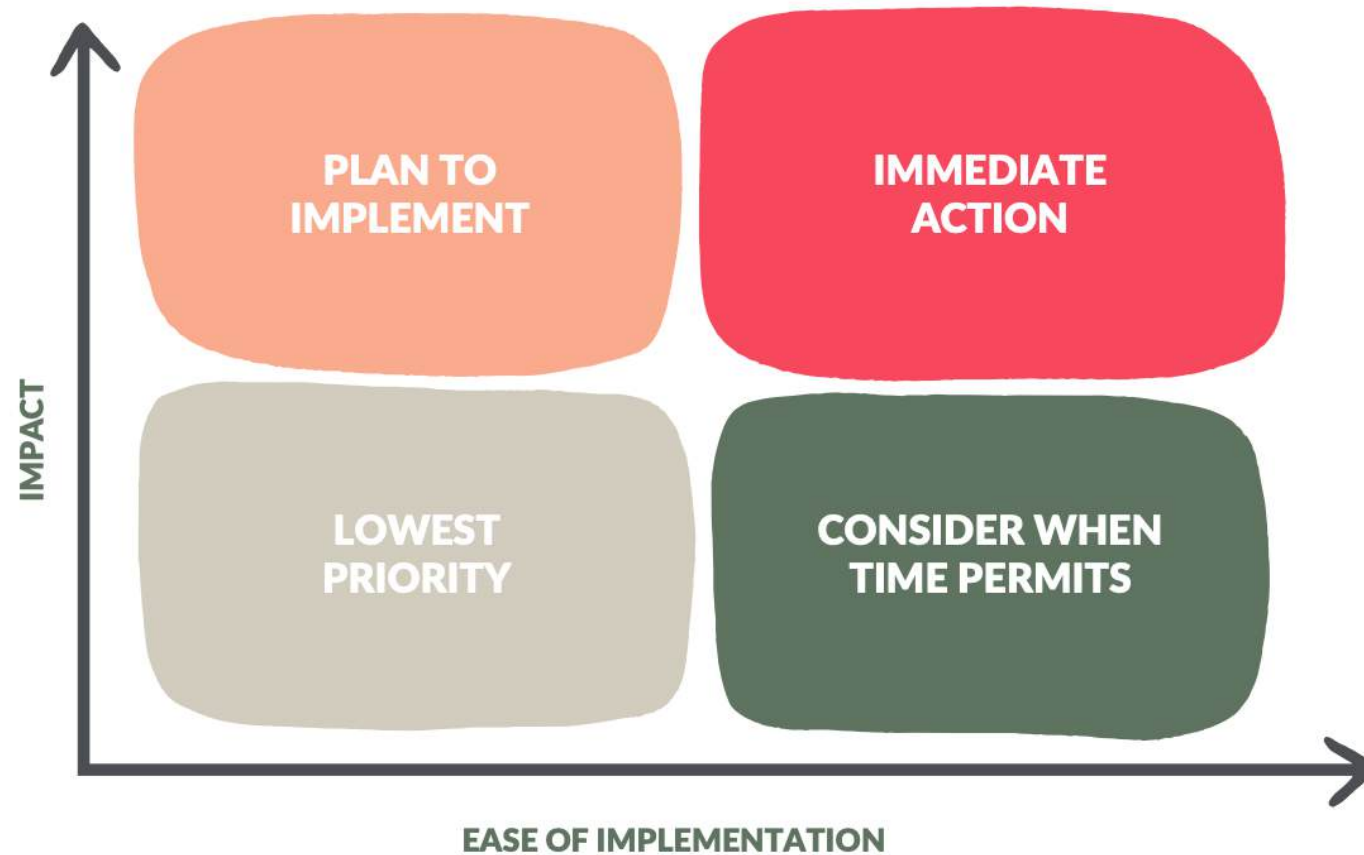 PLAN TO
IMPLEMENT
IMMEDIATE
ACTION
IMPACT
LOWEST
PRIORITY
CONSIDER WHEN
TIME PERMITS
EASE OF IMPLEMENTATION